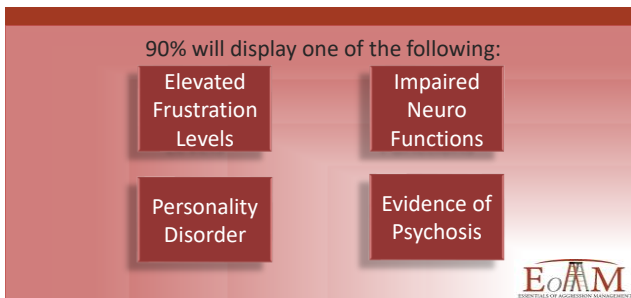 90% will display one of the following:
Elevated
Frustration
Levels
Impaired
Neuro
Functions
Personality
Disorder
Evidence of
Psychosis
EoAM
ESSENTIALS OF AGGRESSION MANAGEMENT